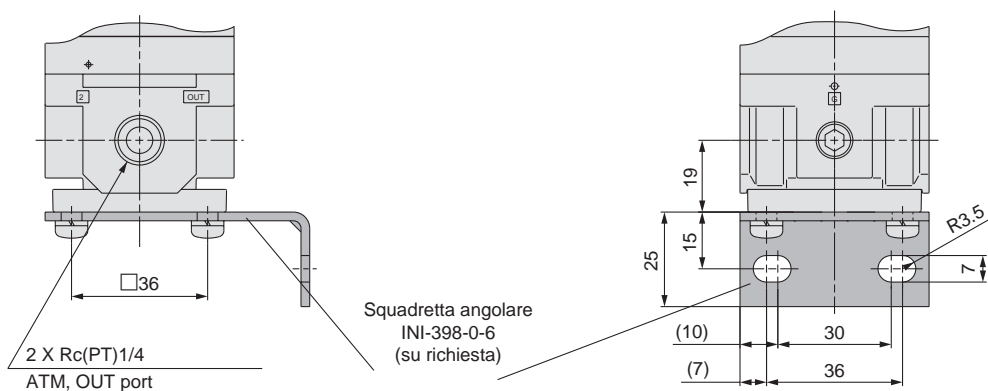 2
OUT
G
19
R3.5
15
25
7
□36
Squadretta angolare
INI-398-0-6
(su richiesta)
2 X Rc(PT)1/4
ATM, OUT port
(10)
30
(7)
36